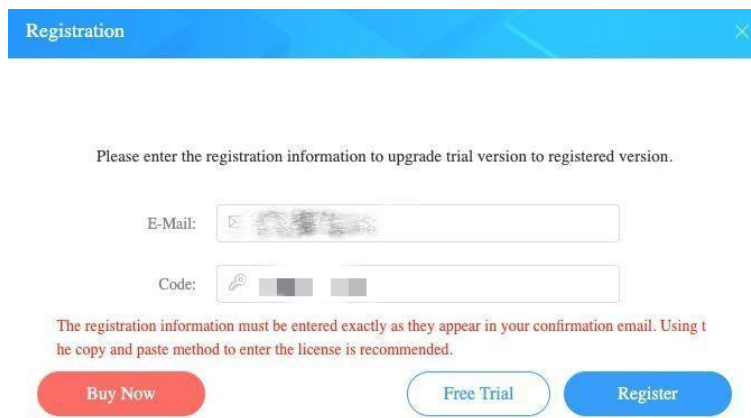 Registration
Please enter the registration information to upgrade trial version to registered version.
E-Mail:
Code:
The registration information must be entered exactly as they appear in your confirmation email. Using t
he copy and paste method to enter the license is recommended.
Buy Now
Free Trial
Register